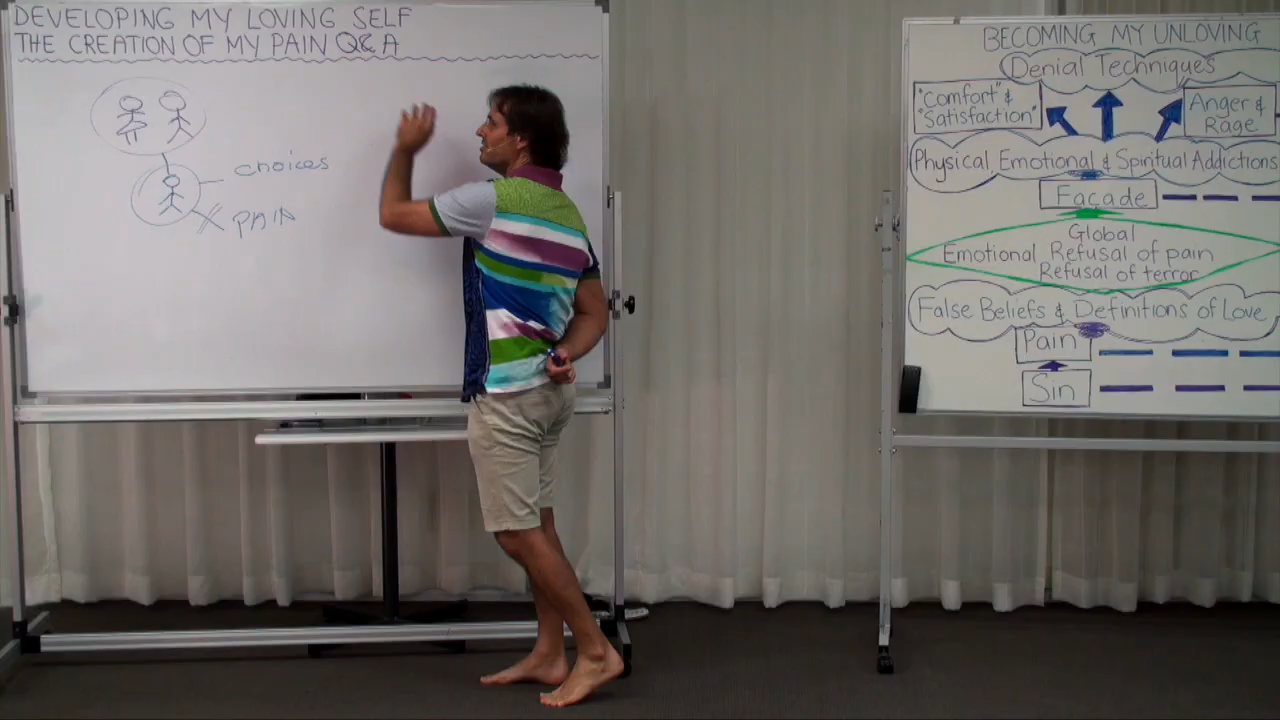 DEVELOPING MY LOVING SELF
THE CREATION OF MY PAIN Q&A
choices
PAIN
BECOMING MY UNLOVING
Denial Techniques
"Comfort" &
"Satisfaction"
Anger &
Rage
Physical, Emotional & Spiritual Addictions
Façade
Global
Emotional Refusal of pain
Refusal of terror
False Beliefs & Definitions of Love
Pain
Sin